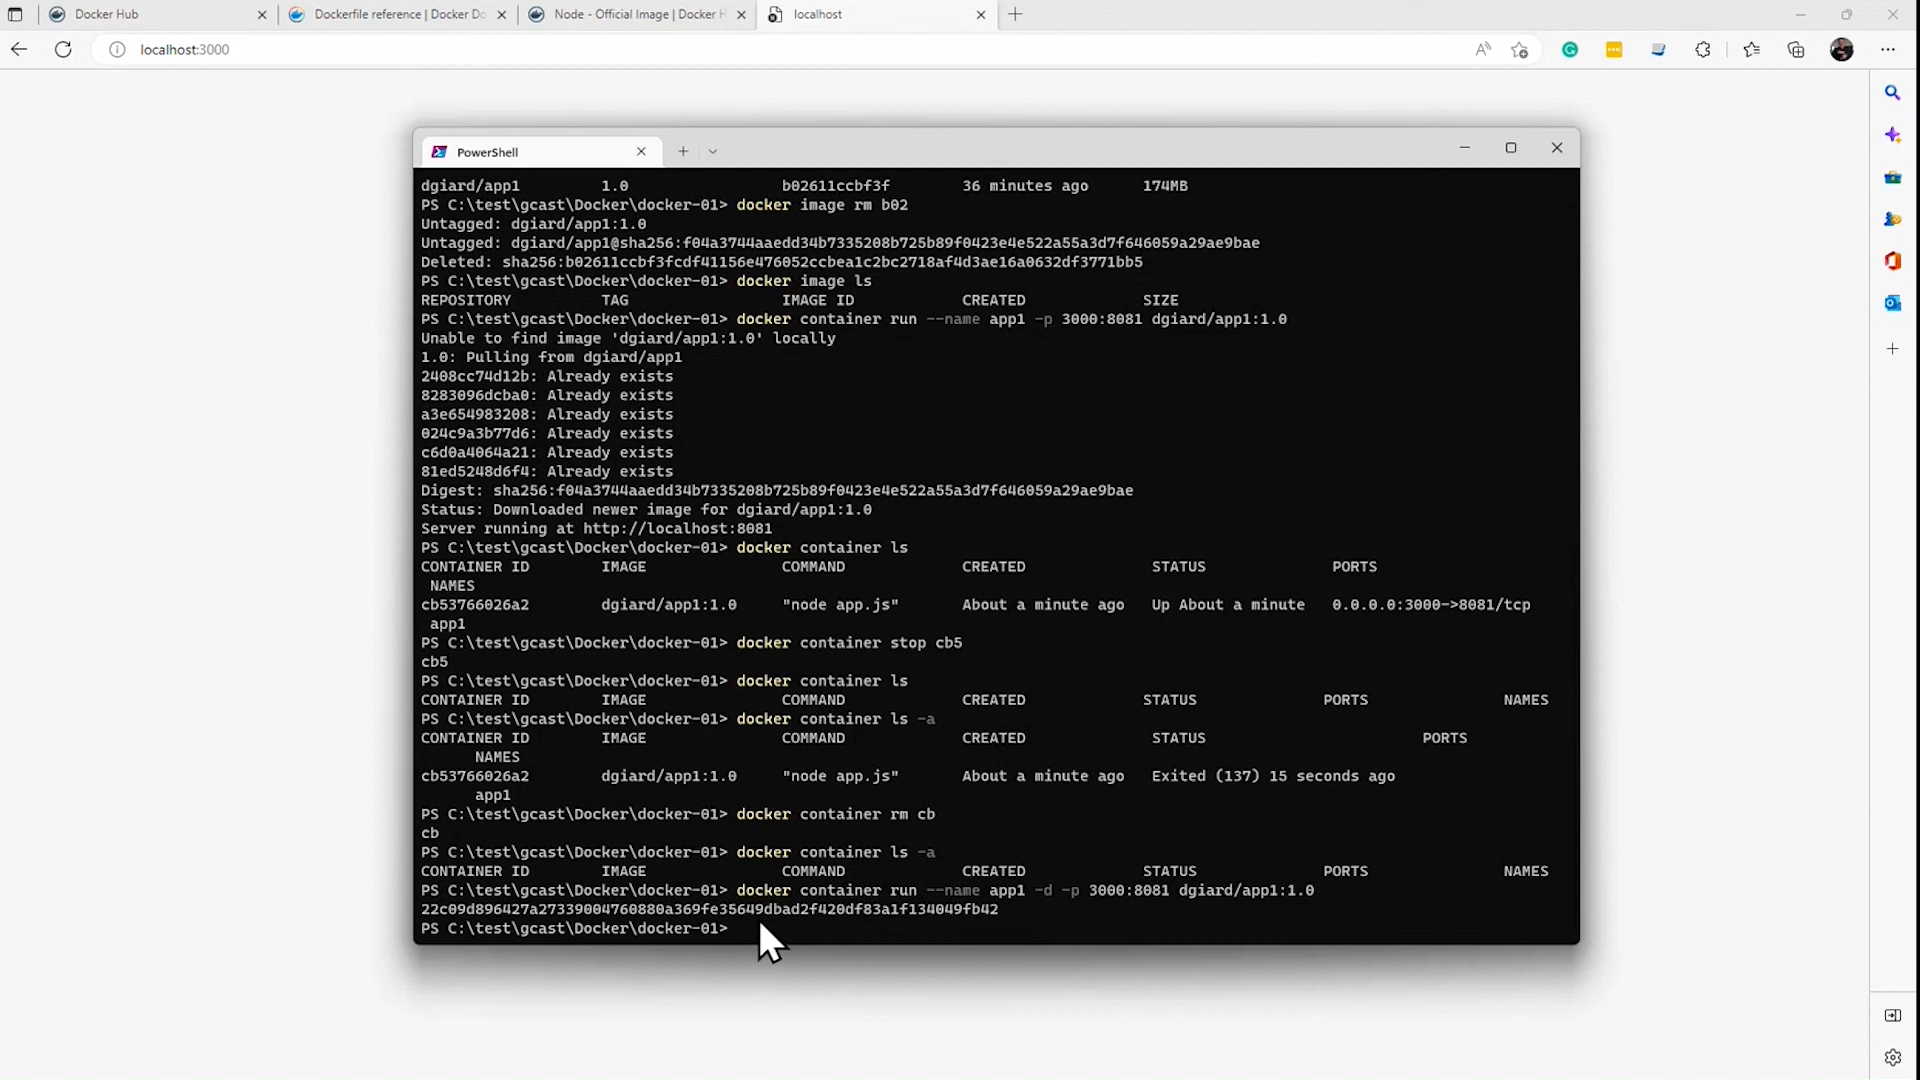 Docker Hub
Dockerfile reference | Docker Do
Node - Official Image | Docker H
localhost
localhost:3000
PowerShell
dgiard/app1 1.0 b02611ccbf3f 36 minutes ago 174MB
PS C:\test\gcast\Docker\docker-01> docker image rm b02
Untagged: dgiard/app1:1.0
Untagged: dgiard/app1@sha256:f04a3744aaedd34b7335208b725b89f0423e4e522a55a3d7f646059a29ae9bae
Deleted: sha256:b02611ccbf3fcdf41156e476052ccbea1c2bc2718af4d3ae16a0632df3771bb5
PS C:\test\gcast\Docker\docker-01> docker image ls
REPOSITORY TAG IMAGE ID CREATED SIZE
PS C:\test\gcast\Docker\docker-01> docker container run --name app1 -p 3000:8081 dgiard/app1:1.0
Unable to find image 'dgiard/app1:1.0' locally
1.0: Pulling from dgiard/app1
2408cc74d12b: Already exists
8283096dcba0: Already exists
a3e654983208: Already exists
024c9a3b77d6: Already exists
c6d0a4064a21: Already exists
81ed5248d6f4: Already exists
Digest: sha256:f04a3744aaedd34b7335208b725b89f0423e4e522a55a3d7f646059a29ae9bae
Status: Downloaded newer image for dgiard/app1:1.0
Server running at http://localhost:8081
PS C:\test\gcast\Docker\docker-01> docker container ls
CONTAINER ID IMAGE COMMAND CREATED STATUS PORTS
NAMES
cb53766026a2 dgiard/app1:1.0 "node app.js" About a minute ago Up About a minute 0.0.0.0:3000->8081/tcp
app1
PS C:\test\gcast\Docker\docker-01> docker container stop cb5
cb5
PS C:\test\gcast\Docker\docker-01> docker container ls
CONTAINER ID IMAGE COMMAND CREATED STATUS PORTS NAMES
PS C:\test\gcast\Docker\docker-01> docker container ls -a
CONTAINER ID IMAGE COMMAND CREATED STATUS PORTS
NAMES
cb53766026a2 dgiard/app1:1.0 "node app.js" About a minute ago Exited (137) 15 seconds ago
app1
PS C:\test\gcast\Docker\docker-01> docker container rm cb
cb
PS C:\test\gcast\Docker\docker-01> docker container ls -a
CONTAINER ID IMAGE COMMAND CREATED STATUS PORTS NAMES
PS C:\test\gcast\Docker\docker-01> docker container run --name app1 -d -p 3000:8081 dgiard/app1:1.0
22c09d896427a27339004760880a369fe35649dbad2f420df83a1f134049fb42
PS C:\test\gcast\Docker\docker-01>